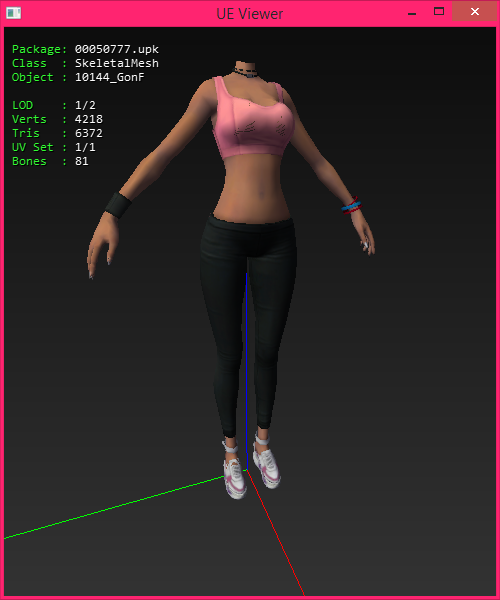 UE Viewer
Package: 00050777.upk
Class : SkeletalMesh
Object : 10144_GonF
LOD : 1/2
Verts : 4218
Tris : 6372
UV Set : 1/1
Bones : 81